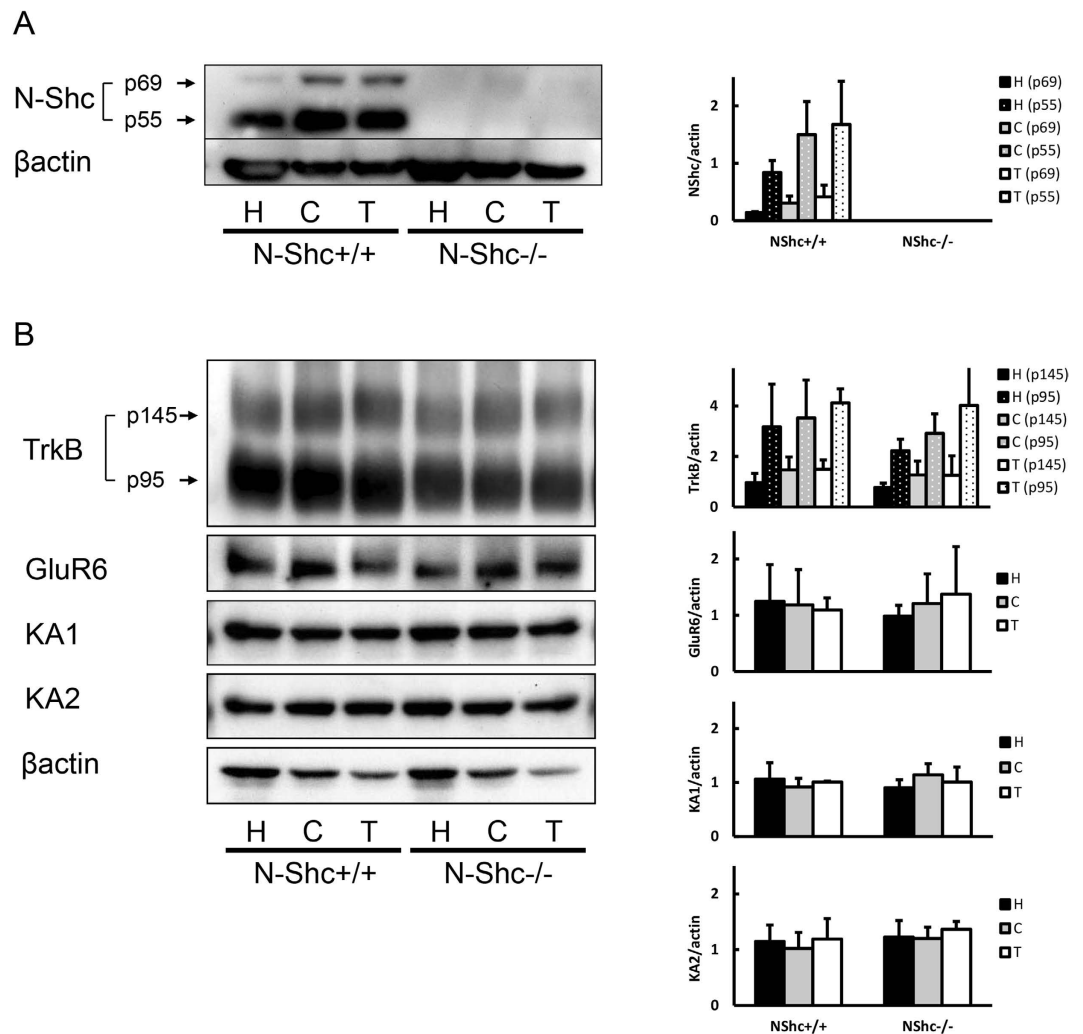 A
N-Shc
p69
p55
βactin
H C T H C T
N-Shc+/+ N-Shc-/-
NShc/actin
2
1
0
NShc+/+ NShc-/-
H (p69)
H (p55)
C (p69)
C (p55)
T (p69)
T (p55)
B
TrkB
p145
p95
GluR6
KA1
KA2
βactin
H C T H C T
N-Shc+/+ N-Shc-/-
TrkB/actin
4
2
0
H (p145)
H (p95)
C (p145)
C (p95)
T (p145)
T (p95)
GluR6/actin
2
1
0
H
C
T
KA1/actin
2
1
0
H
C
T
KA2/actin
2
1
0
H
C
T
NShc+/+ NShc-/-